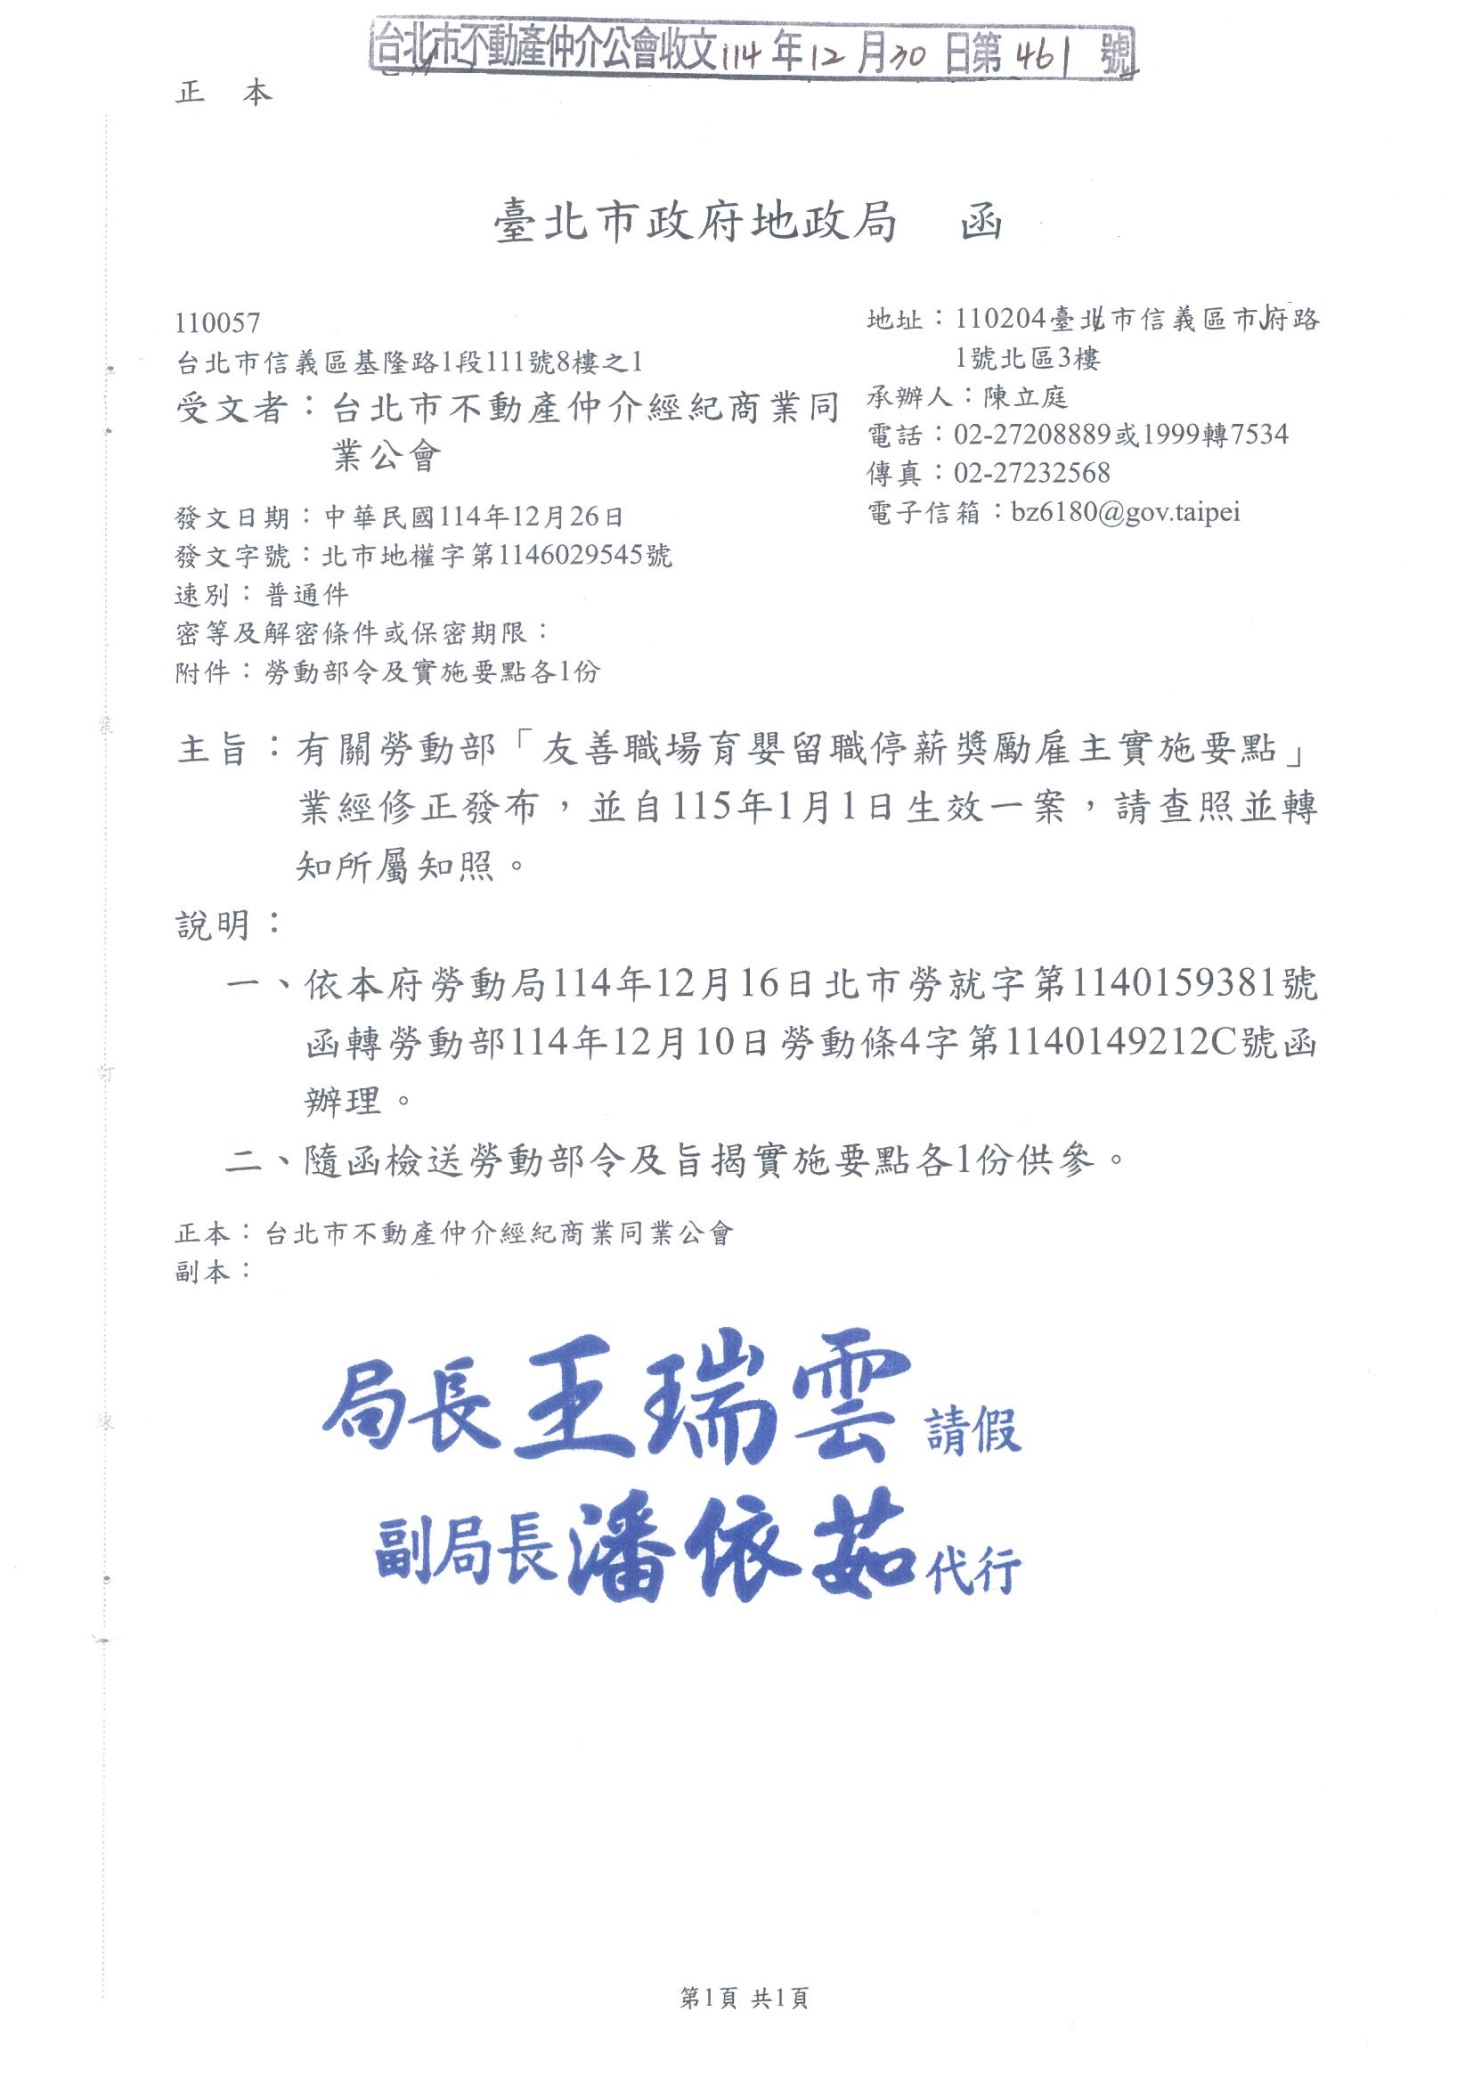 台北市不動產仲介公會收文114年12月30日第461號
正 本
臺北市政府地政局 函
110057
台北市信義區基隆路1段111號8樓之1
受文者：台北市不動產仲介經紀商業同
業公會
地址：110204臺北市信義區市府路
1號北區3樓
承辦人：陳立庭
電話：02-27208889或1999轉7534
傳真：02-27232568
電子信箱：bz6180@gov.taipei
發文日期：中華民國114年12月26日
發文字號：北市地權字第1146029545號
速別：普通件
密等及解密條件或保密期限：
附件：勞動部令及實施要點各1份
主旨：有關勞動部「友善職場育嬰留職停薪獎勵雇主實施要點」
業經修正發布，並自115年1月1日生效一案，請查照並轉
知所屬知照。
說明：
一、依本府勞動局114年12月16日北市勞就字第1140159381號
函轉勞動部114年12月10日勞動條4字第1140149212C號函
辦理。
二、隨函檢送勞動部令及旨揭實施要點各1份供參。
正本：台北市不動產仲介經紀商業同業公會
副本：
局長王瑞雲請假
副局長潘依茹代行
裝
訂
線
第1頁 共1頁